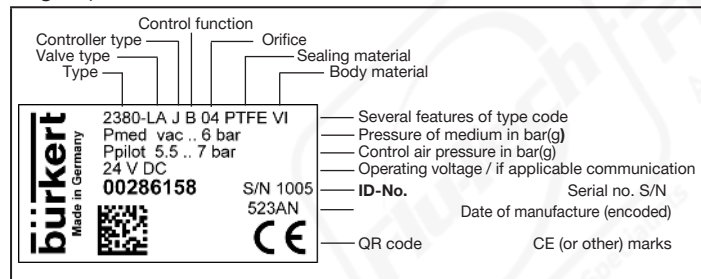 Control function
Controller type Orifice
Valve type Sealing material
Type Body material
bürkert
Made in Germany
2380-LA J B 04 PTFE VI
Pmed vac .. 6 bar
Ppilot 5.5 .. 7 bar
24 V DC
00286158 S/N 1005
523AN
CE
Several features of type code
Pressure of medium in bar(g)
Control air pressure in bar(g)
Operating voltage / if applicable communication
ID-No. Serial no. S/N
Date of manufacture (encoded)
QR code CE (or other) marks